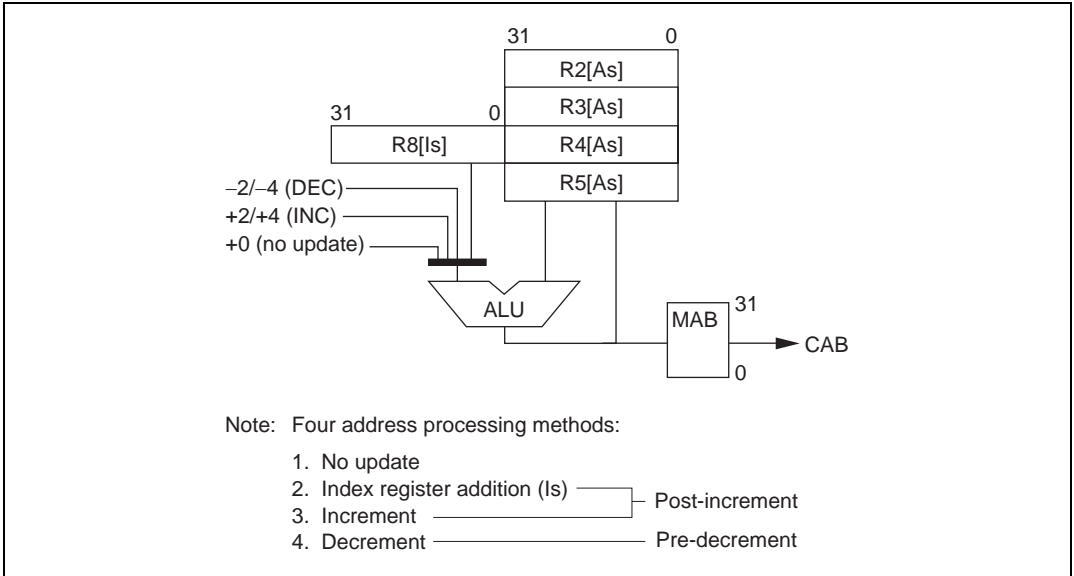 31 0
R2[As]
R3[As]
31 0
R8[Is] R4[As]
R5[As]
−2/−4 (DEC)
+2/+4 (INC)
+0 (no update)
ALU
MAB 31
CAB
0
Note: Four address processing methods:
1. No update
2. Index register addition (Is)
Post-increment
3. Increment
4. Decrement Pre-decrement